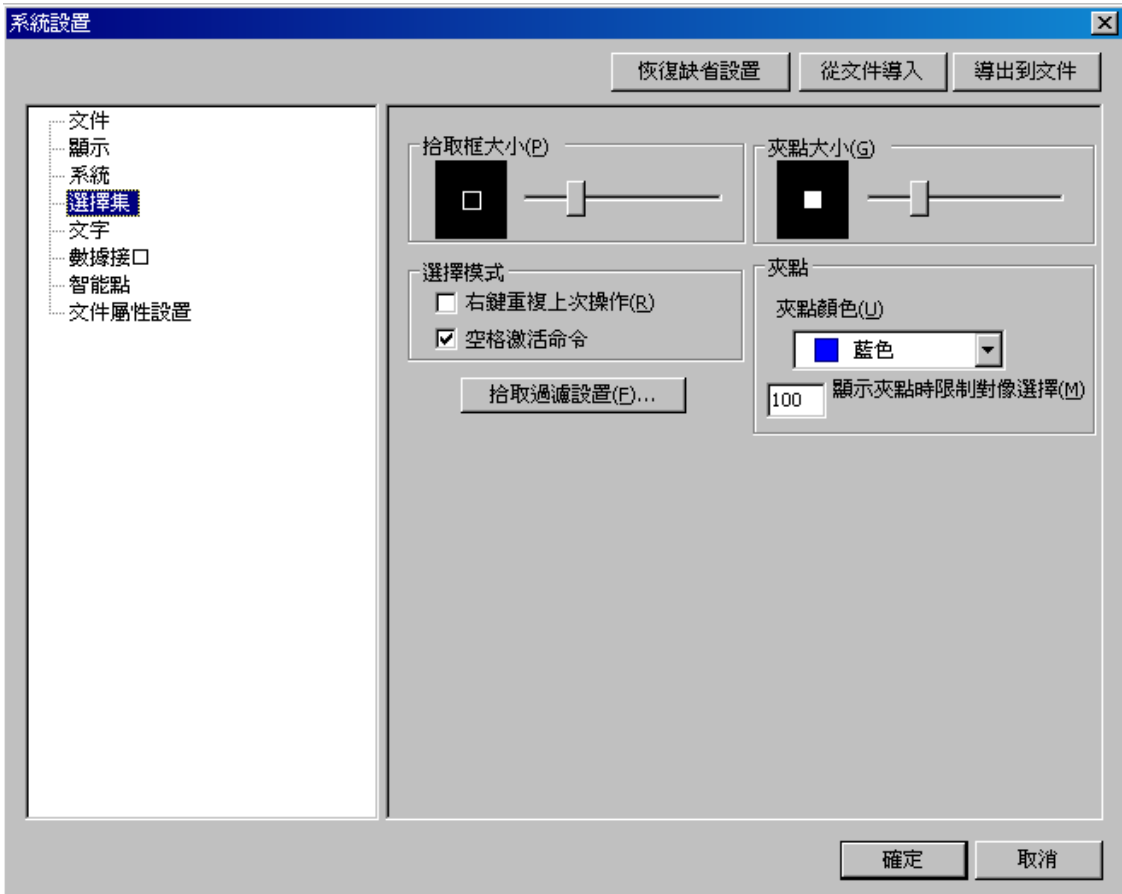 系統設置
恢復缺省設置 從文件導入 導出到文件
文件
顯示
系統
選擇集
文字
數據接口
智能點
文件屬性設置
拾取框大小(P)
夾點大小(G)
選擇模式
右鍵重複上次操作(R)
空格激活命令
拾取過濾設置(F)...
夾点
夾點顏色(U)
藍色
100 顯示夾點時限制對像選擇(M)
確定 取消